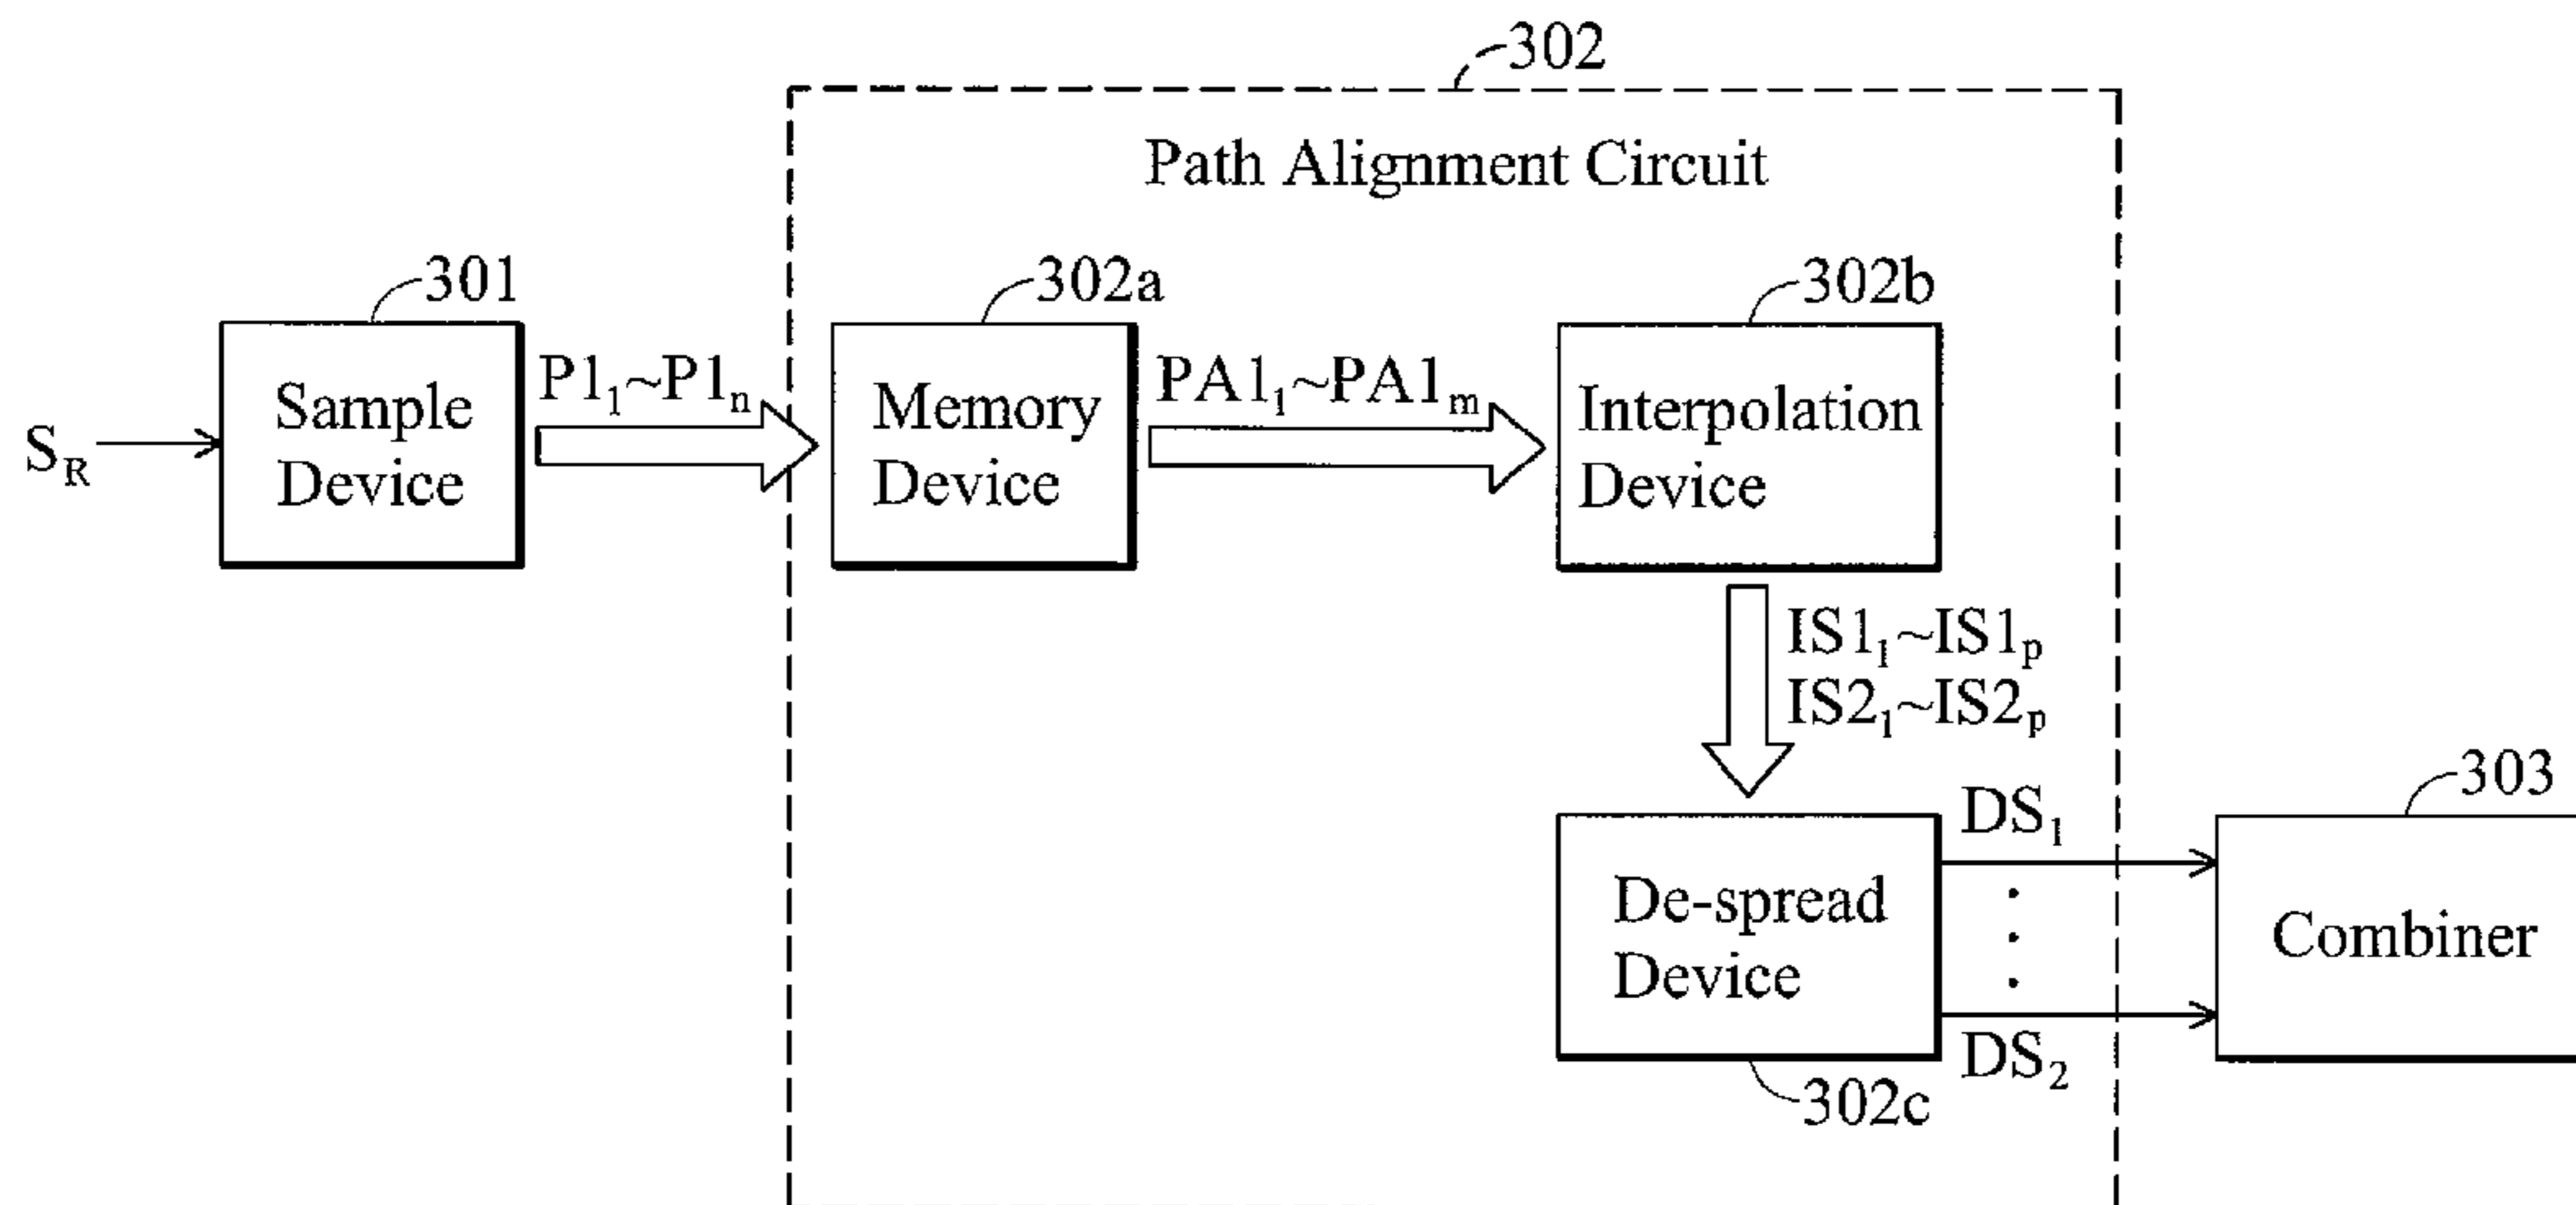 302
Path Alignment Circuit
301
302a
302b
S_R
Sample
Device
P1_1~P1_n
Memory
Device
PA1_1~PA1_m
Interpolation
Device
IS1_1~IS1_p
IS2_1~IS2_p
303
DS_1
De-spread
Device
Combiner
DS_2
302c